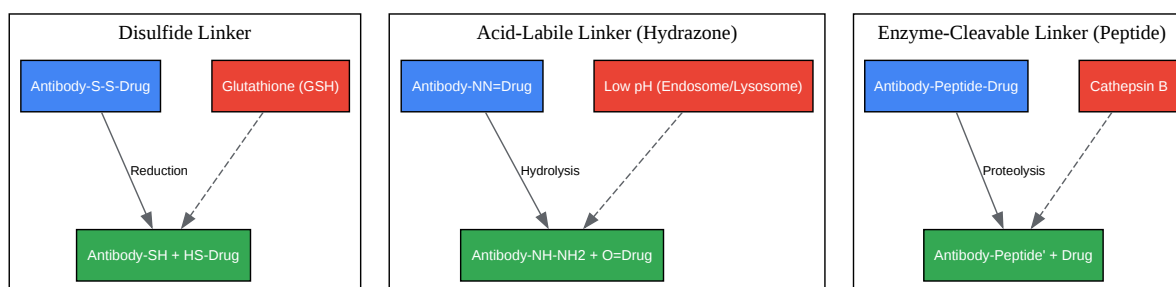 Disulfide Linker
Antibody-S-S-Drug
Glutathione (GSH)
Reduction
Antibody-SH + HS-Drug
Acid-Labile Linker (Hydrazone)
Antibody-NN=Drug
Low pH (Endosome/Lysosome)
Hydrolysis
Antibody-NH-NH2 + O=Drug
Enzyme-Cleavable Linker (Peptide)
Antibody-Peptide-Drug
Cathepsin B
Proteolysis
Antibody-Peptide' + Drug